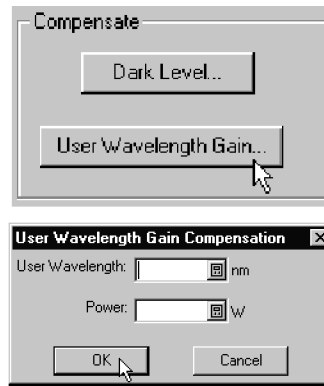 Compensate
Dark Level...
User Wavelength Gain...
User Wavelength Gain Compensation
User Wavelength: nm
Power: W
OK Cancel